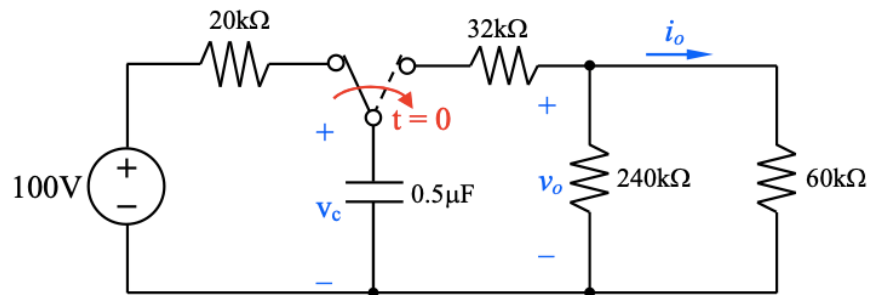 20kΩ
32kΩ
i_o
t = 0
+
+
+
100V
−
v_c
0.5μF
v_o
240kΩ
60kΩ
−
−